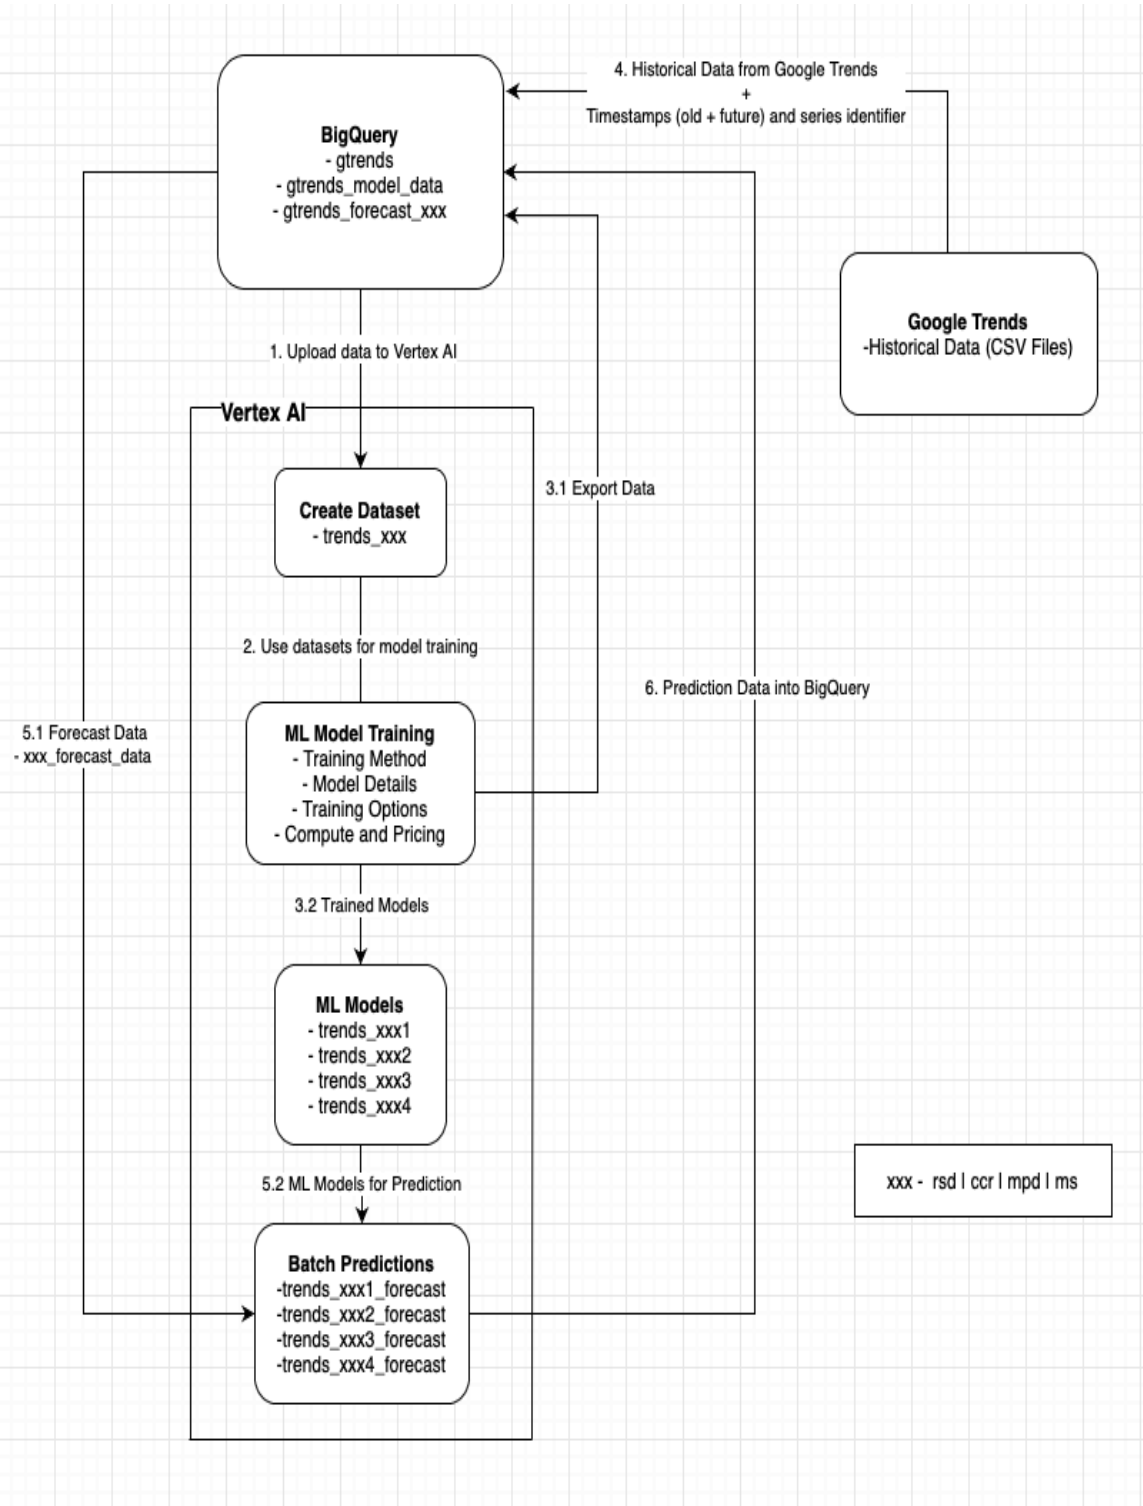 4. Historical Data from Google Trends
+
Timestamps (old + future) and series identifier
BigQuery
- gtrends
- gtrends_model_data
- gtrends_forecast_xxx
Google Trends
-Historical Data (CSV Files)
1. Upload data to Vertex AI
Vertex AI
Create Dataset
- trends_xxx
3.1 Export Data
2. Use datasets for model training
6. Prediction Data into BigQuery
5.1 Forecast Data
- xxx_forecast_data
ML Model Training
- Training Method
- Model Details
- Training Options
- Compute and Pricing
3.2 Trained Models
ML Models
- trends_xxx1
- trends_xxx2
- trends_xxx3
- trends_xxx4
5.2 ML Models for Prediction
xxx - rsd | ccr | mpd | ms
Batch Predictions
-trends_xxx1_forecast
-trends_xxx2_forecast
-trends_xxx3_forecast
-trends_xxx4_forecast